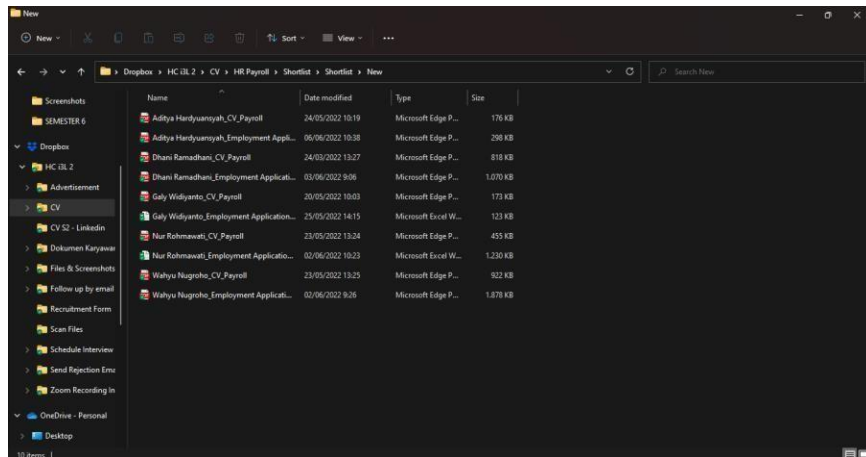 New
New
Sort
View
Dropbox > HC i3L 2 > CV > HR Payroll > Shortlist > Shortlist > New
Search New
Screenshots
SEMESTER 6
Dropbox
HC i3L 2
Advertisement
CV
CV S2 - Linkedin
Dokumen Karyawan
Files & Screenshots
Follow up by email
Recruitment Form
Scan Files
Schedule Interview
Send Rejection Ema
Zoom Recording In
OneDrive - Personal
Desktop
Name Date modified Type Size
Aditya Hardyuansyah_CV_Payroll 24/05/2022 10:19 Microsoft Edge P... 176 KB
Aditya Hardyuansyah_Employment Appli... 06/06/2022 10:38 Microsoft Edge P... 298 KB
Dhani Ramadhani_CV_Payroll 24/03/2022 13:27 Microsoft Edge P... 818 KB
Dhani Ramadhani_Employment Applicati... 03/06/2022 9:06 Microsoft Edge P... 1.070 KB
Galy Widiyanto_CV_Payroll 20/05/2022 10:03 Microsoft Edge P... 173 KB
Galy Widiyanto_Employment Application... 25/05/2022 14:15 Microsoft Excel W... 123 KB
Nur Rohmawati_CV_Payroll 23/05/2022 13:24 Microsoft Edge P... 455 KB
Nur Rohmawati_Employment Applicatio... 02/06/2022 10:23 Microsoft Excel W... 1.230 KB
Wahyu Nugroho_CV_Payroll 23/05/2022 13:25 Microsoft Edge P... 922 KB
Wahyu Nugroho_Employment Applicati... 02/06/2022 9:26 Microsoft Edge P... 1.878 KB
10 items